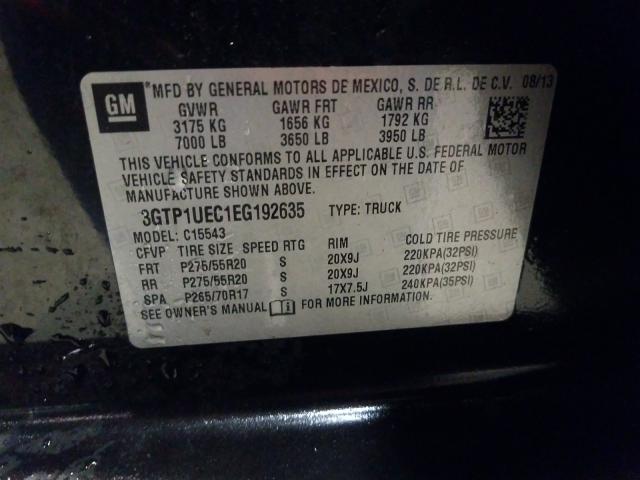 GM
*MFD BY GENERAL MOTORS DE MEXICO, S. DE R.L. DE C.V. 08/13
GVWR GAWR FRT GAWR RR
3175 KG 1656 KG 1792 KG
7000 LB 3650 LB 3950 LB
THIS VEHICLE CONFORMS TO ALL APPLICABLE U.S. FEDERAL MOTOR
VEHICLE SAFETY STANDARDS IN EFFECT ON THE DATE OF
MANUFACTURE SHOWN ABOVE.
3GTP1UEC1EG192635 TYPE: TRUCK
MODEL: C15543
CFVP TIRE SIZE SPEED RTG RIM COLD TIRE PRESSURE
FRT P275/55R20 S 20X9J 220KPA(32PSI)
RR P275/55R20 S 20X9J 220KPA(32PSI)
SPA P265/70R17 S 17X7.5J 240KPA(35PSI)
SEE OWNER'S MANUAL FOR MORE INFORMATION.